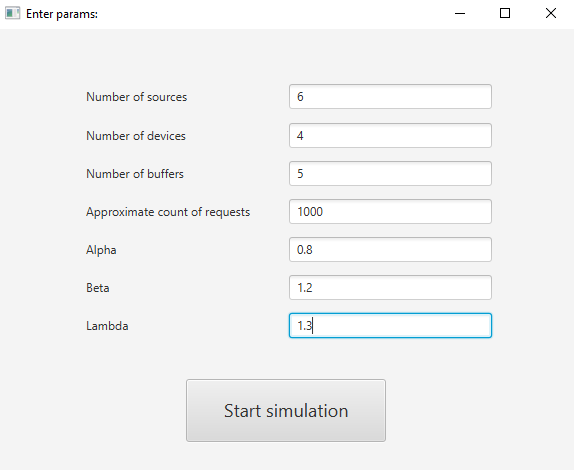 Enter params:
Number of sources 6
Number of devices 4
Number of buffers 5
Approximate count of requests 1000
Alpha 0.8
Beta 1.2
Lambda 1.3
Start simulation